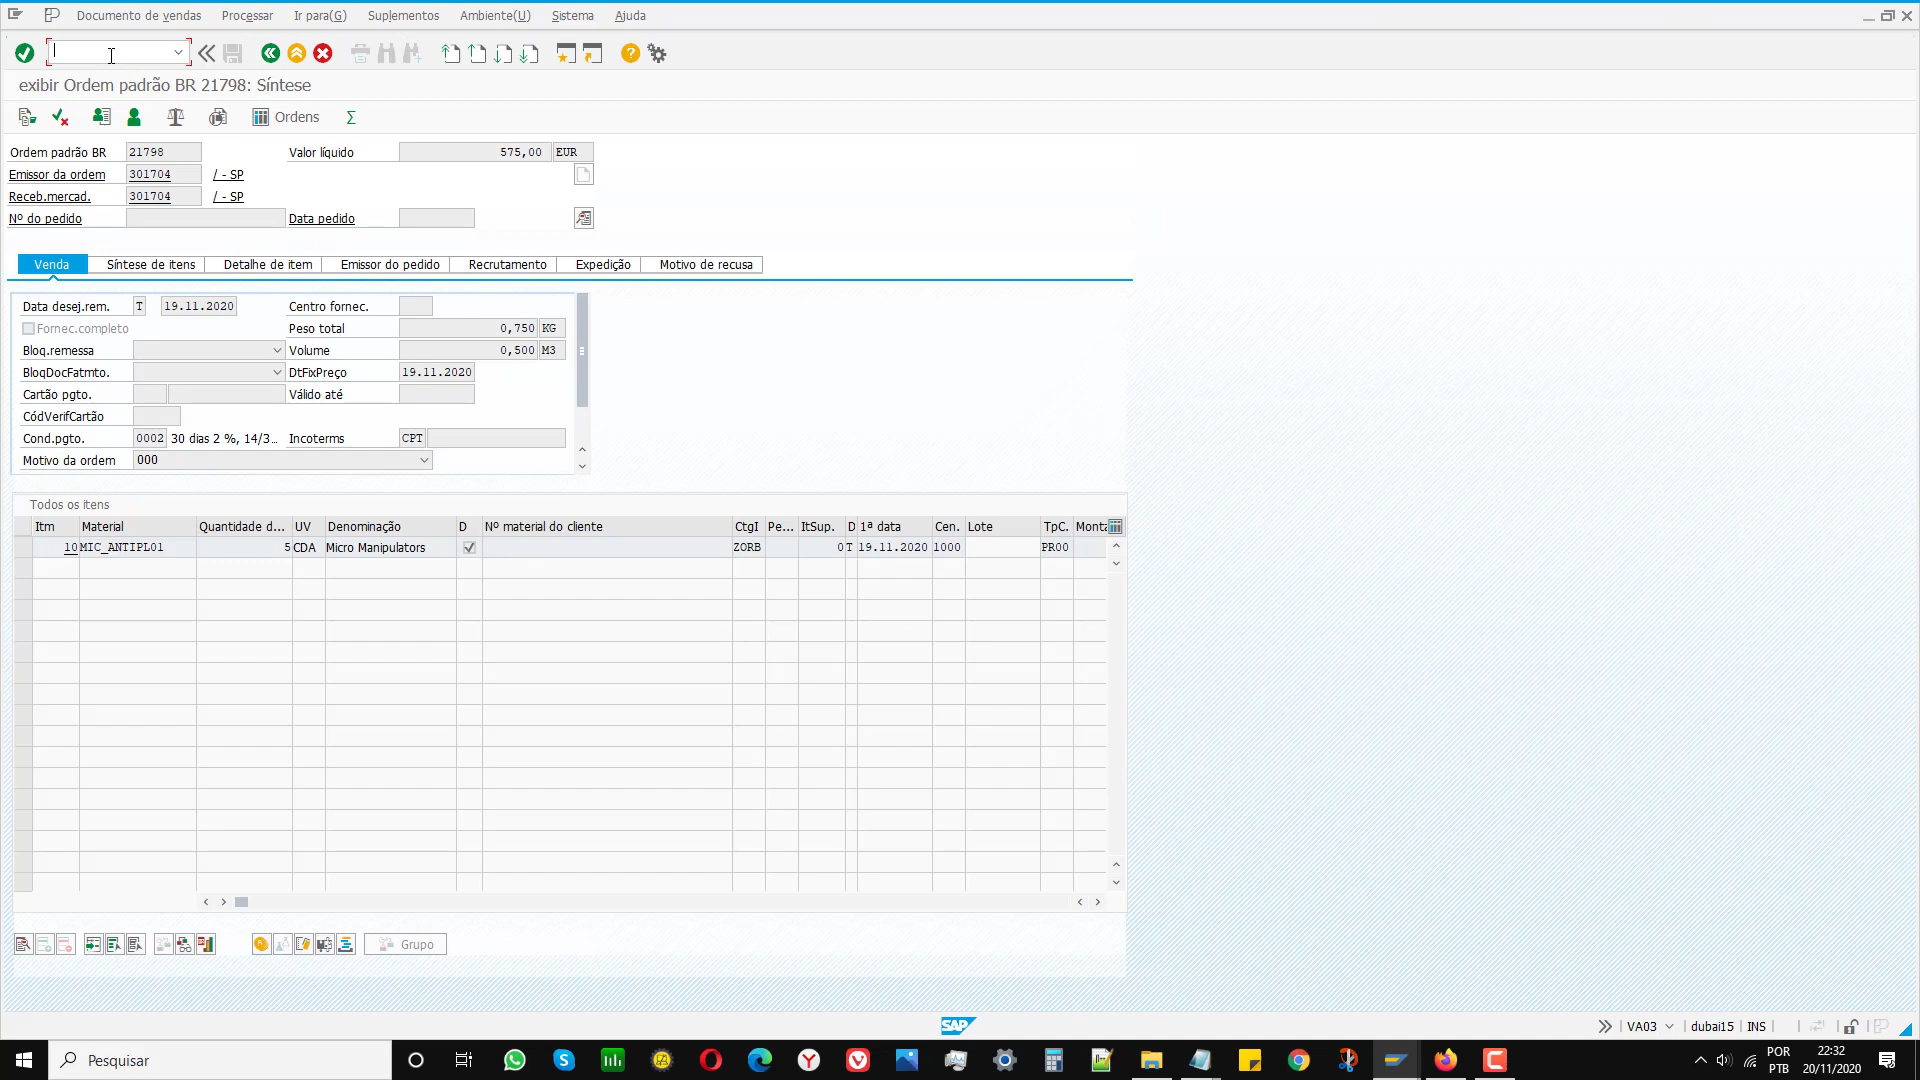 Documento de vendas Processar Ir para(G) Suplementos Ambiente(U) Sistema Ajuda
exibir Ordem padrão BR 21798: Síntese
Ordens
Ordem padrão BR 21798 Valor líquido 575,00 EUR
Emissor da ordem 301704 / - SP
Receb.mercad. 301704 / - SP
Nº do pedido Data pedido
Venda Síntese de itens Detalhe de item Emissor do pedido Recrutamento Expedição Motivo de recusa
Data desej.rem. T 19.11.2020 Centro fornec.
Fornec.completo Peso total 0,750 KG
Bloq.remessa Volume 0,500 M3
BloqDocFatmto. DtFixPreço 19.11.2020
Cartão pgto. Válido até
CódVerifCartão
Cond.pgto. 0002 30 dias 2 %, 14/3... Incoterms CPT
Motivo da ordem 000
Todos os itens
Itm Material Quantidade d... UV Denominação D Nº material do cliente CtgI Pe... ItSup. D 1ª data Cen. Lote TpC. Monta
10 MIC_ANTIPL01 5 CDA Micro Manipulators ZORB 0 T 19.11.2020 1000 PR00
Grupo
SAP
VA03 dubai15 INS
Pesquisar
POR 22:32
PTB 20/11/2020